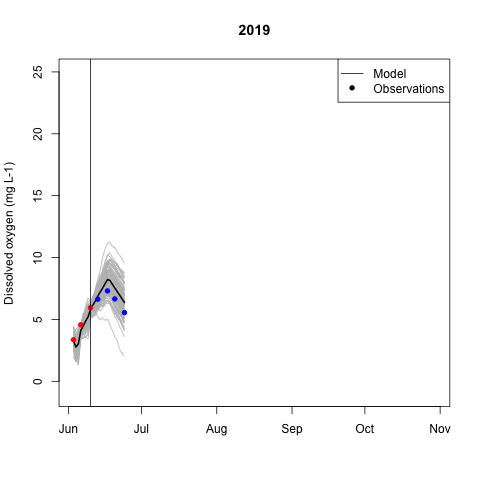 2019
Dissolved oxygen (mg L-1)
25
20
15
10
5
0
Model
Observations
Jun Jul Aug Sep Oct Nov